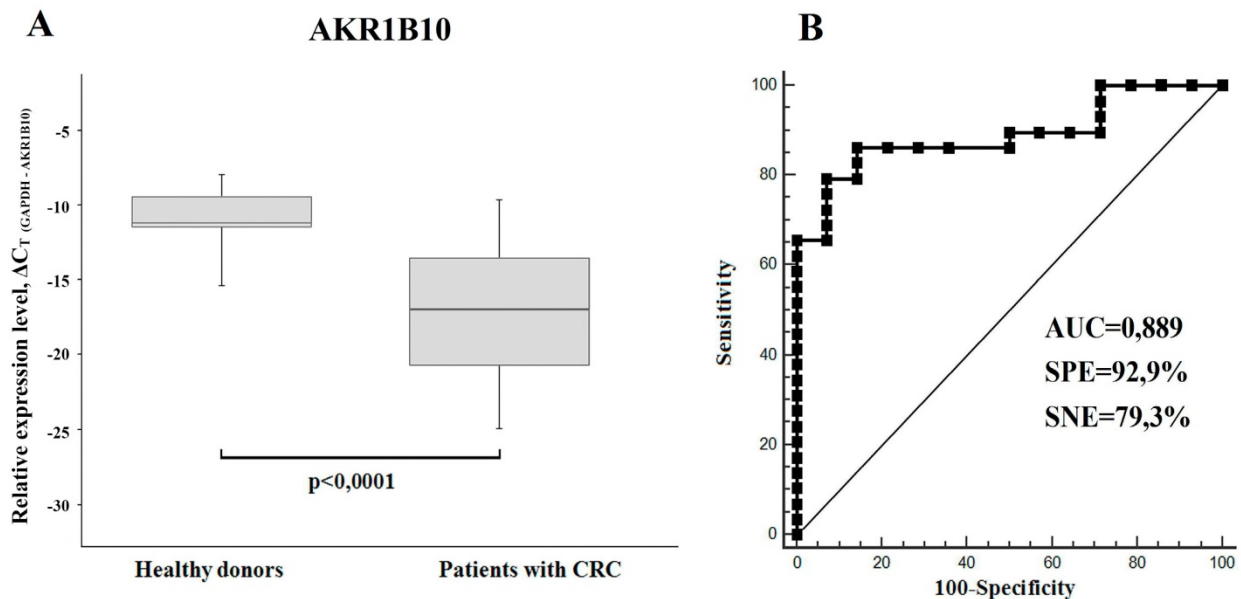 A
AKR1B10
Relative expression level, ΔCT (GAPDH - AKR1B10)
-5
-10
-15
-20
-25
-30
p<0,0001
Healthy donors
Patients with CRC
B
Sensitivity
100
80
60
40
20
0
AUC=0,889
SPE=92,9%
SNE=79,3%
0 20 40 60 80 100
100-Specificity